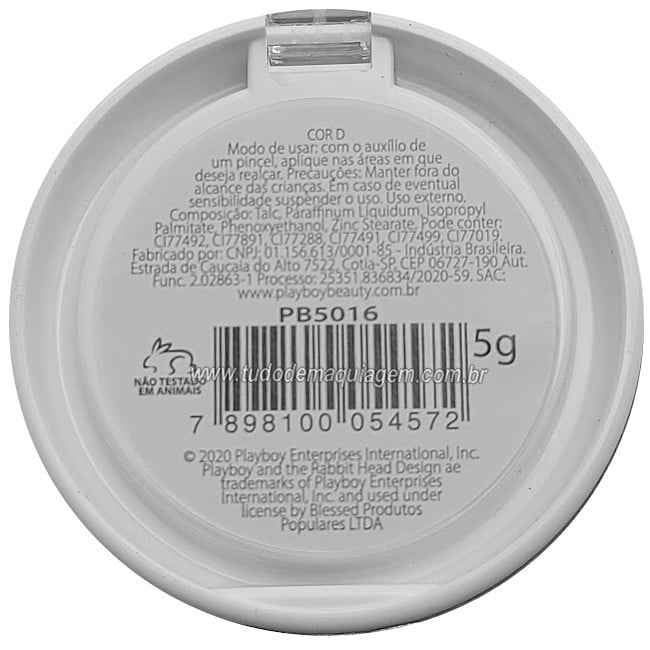 COR D
Modo de usar: com o auxílio de
um pincel, aplique nas áreas em que
deseja realçar. Precauções: Manter fora do
alcance das crianças. Em caso de eventual
sensibilidade suspender o uso. Uso externo.
Composição: Talc, Paraffinum Liquidum, Isopropyl
Palmitate, Phenoxyethanol, Zinc Stearate, Pode conter:
CI77492, CI77891, CI77288, CI77491, CI77499, CI77019.
Fabricado por: CNPJ: 01.156.613/0001-85 - Indústria Brasileira.
Estrada de Caucaia do Alto 7522, Cotia-SP. CEP 06727-190 Aut.
Func. 2.02863-1 Processo: 25351.836834/2020-59. SAC:
www.playboybeauty.com.br
PB5016
5g
www.tudodemaquiagem.com.br
NÃO TESTADO
EM ANIMAIS
7 898100 054572
© 2020 Playboy Enterprises International, Inc.
Playboy and the Rabbit Head Design ae
trademarks of Playboy Enterprises
International, Inc. and used under
license by Blessed Produtos
Populares LTDA